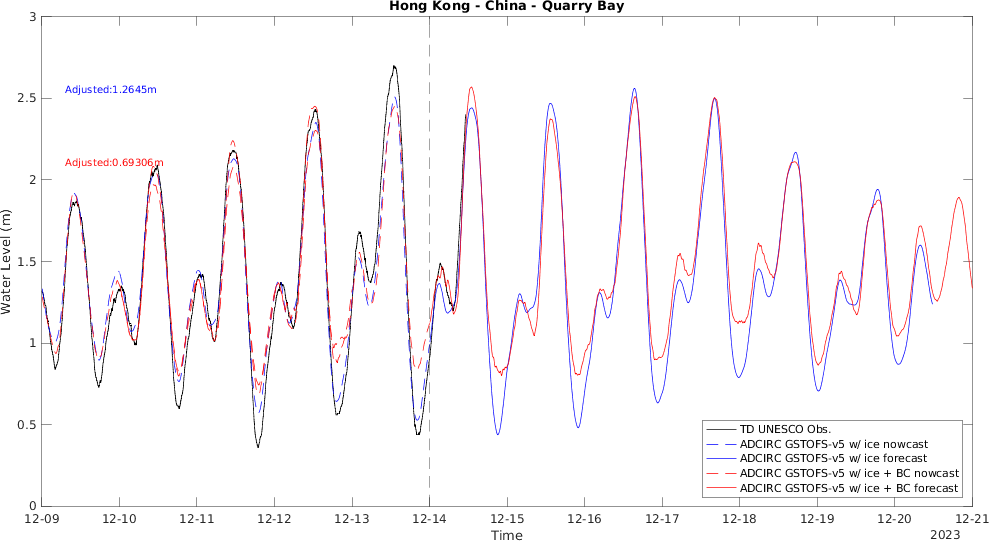 Hong Kong - China - Quarry Bay
3
2.5
2
1.5
1
0.5
0
Water Level (m)
Adjusted:1.2645m
Adjusted:0.69306m
TD UNESCO Obs.
ADCIRC GSTOFS-v5 w/ ice nowcast
ADCIRC GSTOFS-v5 w/ ice forecast
ADCIRC GSTOFS-v5 w/ ice + BC nowcast
ADCIRC GSTOFS-v5 w/ ice + BC forecast
12-09 12-10 12-11 12-12 12-13 12-14 12-15 12-16 12-17 12-18 12-19 12-20 12-21
Time
2023